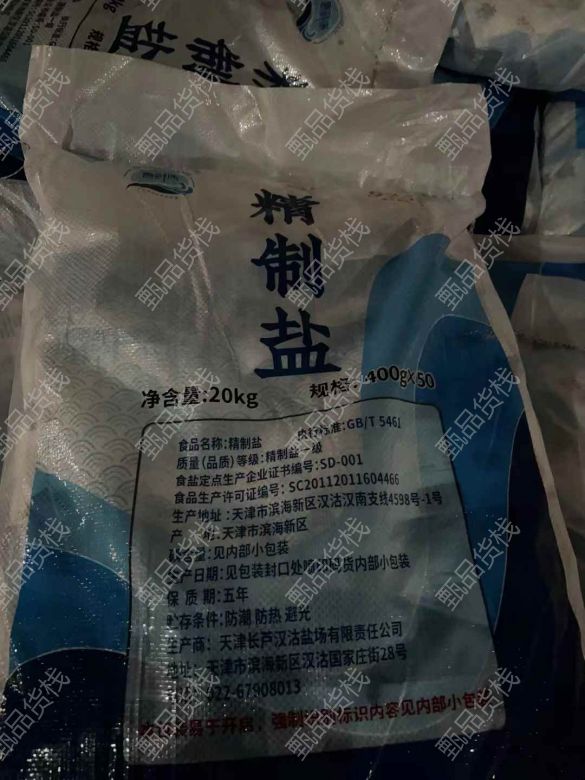 精
制
盐
净含量:20kg 规格:400g×50
食品名称:精制盐 执行标准:GB/T 5461
质量(品质)等级:精制盐一级
食盐定点生产企业证书编号:SD-001
食品生产许可证编号:SC20112011604466
生产地址:天津市滨海新区汉沽汉南支线4598号-1号
产 地:天津市滨海新区
:见内部小包装
生产日期:见包装封口处喷码或内部小包装
保 质 期:五年
贮存条件:防潮 防热 避光
生产商:天津长芦汉沽盐场有限责任公司
地址:天津市滨海新区汉沽国家庄街28号
022-67908013
易于开启,强制标识内容见内部小包装
甄品货栈